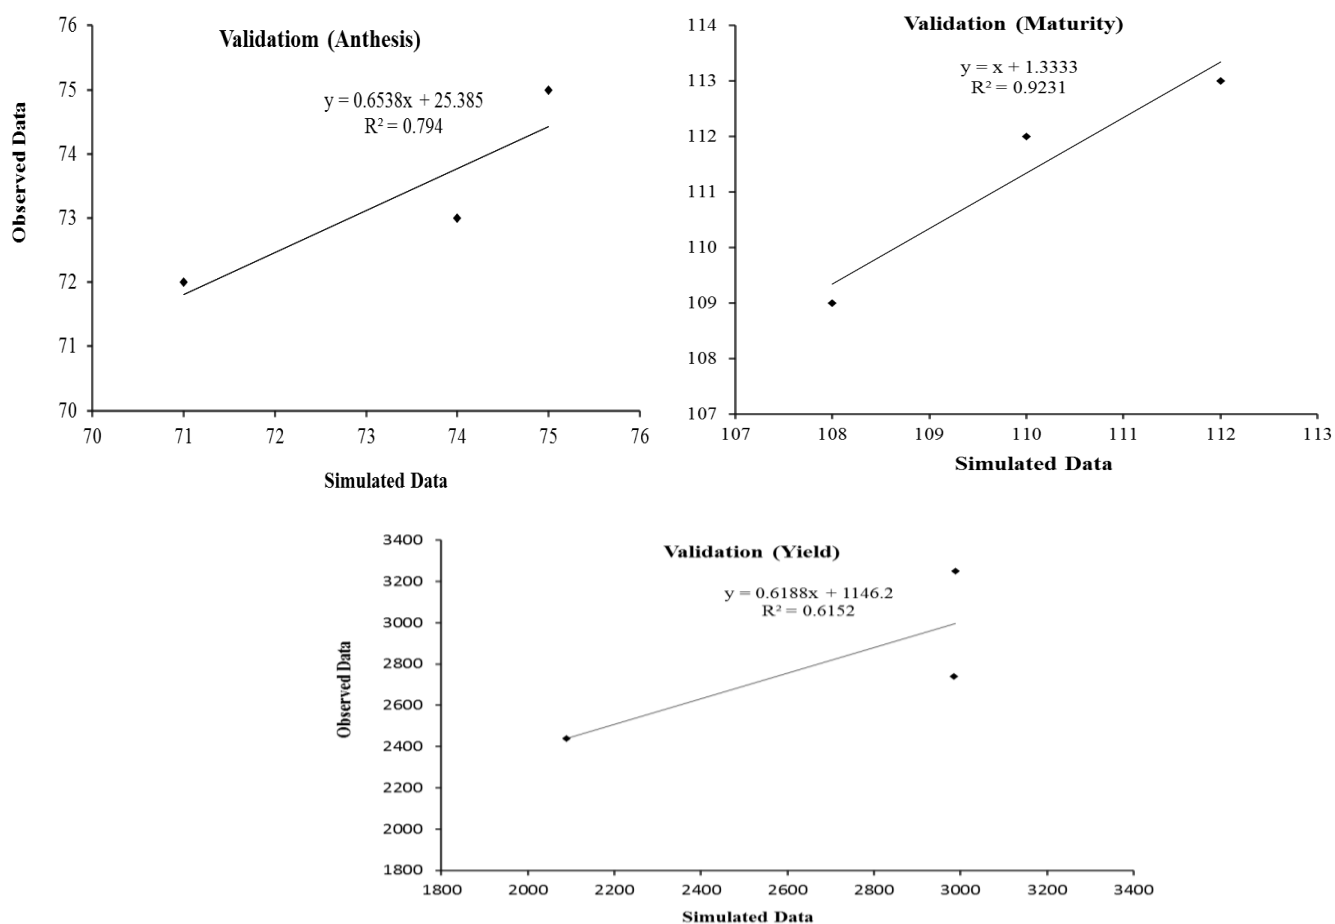 Validatiom (Anthesis)
y = 0.6538x + 25.385
R² = 0.794
Observed Data
76
75
74
73
72
71
70
70 71 72 73 74 75 76
Simulated Data
Validation (Maturity)
y = x + 1.3333
R² = 0.9231
114
113
112
111
110
109
108
107
107 108 109 110 111 112 113
Simulated Data
Validation (Yield)
y = 0.6188x + 1146.2
R² = 0.6152
Observed Data
3400
3200
3000
2800
2600
2400
2200
2000
1800
1800 2000 2200 2400 2600 2800 3000 3200 3400
Simulated Data